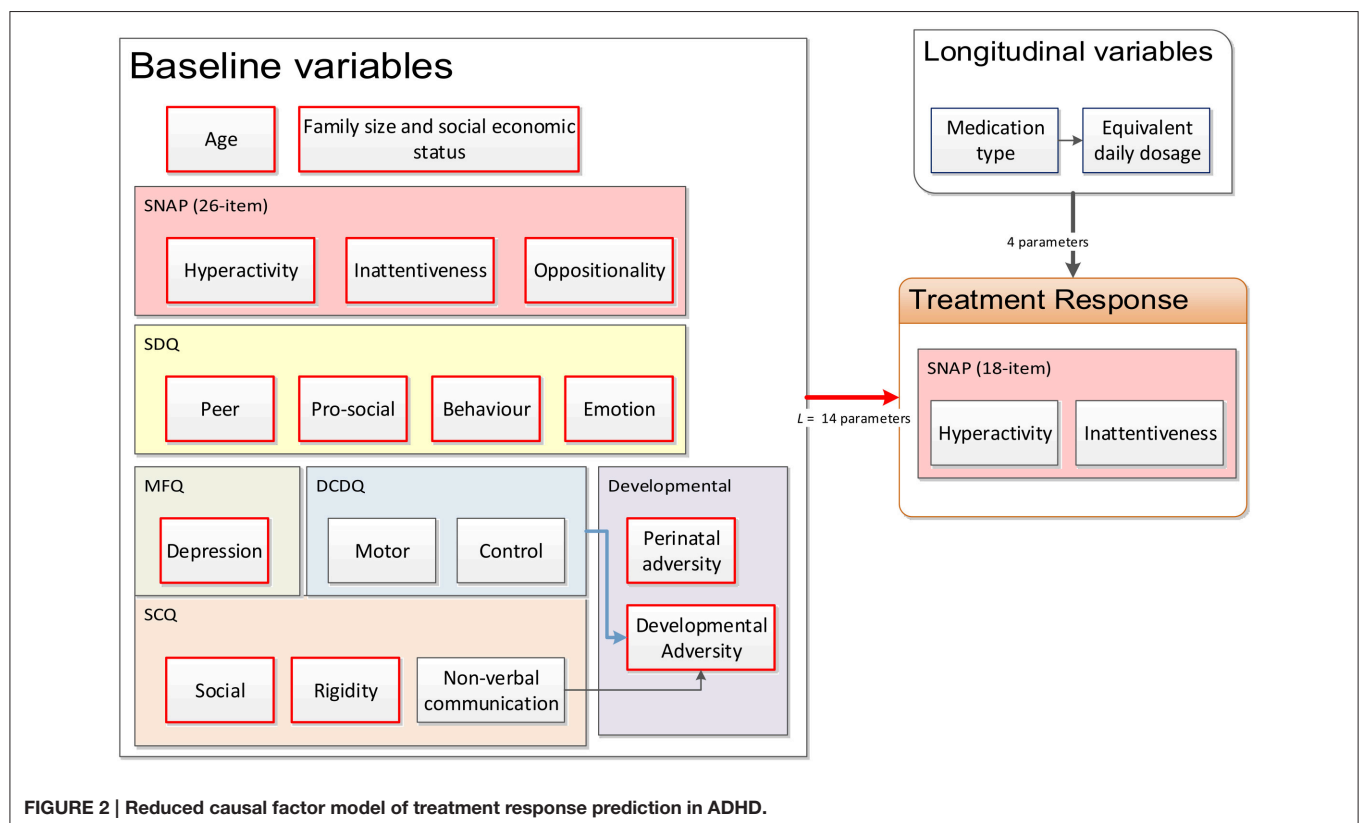 Baseline variables
Age
Family size and social economic
status
SNAP (26-item)
Hyperactivity
Inattentiveness
Oppositionality
SDQ
Peer
Pro-social
Behaviour
Emotion
MFQ
Depression
DCDQ
Motor
Control
Developmental
Perinatal
adversity
Developmental
Adversity
SCQ
Social
Rigidity
Non-verbal
communication
L = 14 parameters
Longitudinal variables
Medication
type
Equivalent
daily dosage
4 parameters
Treatment Response
SNAP (18-item)
Hyperactivity
Inattentiveness
FIGURE 2 | Reduced causal factor model of treatment response prediction in ADHD.